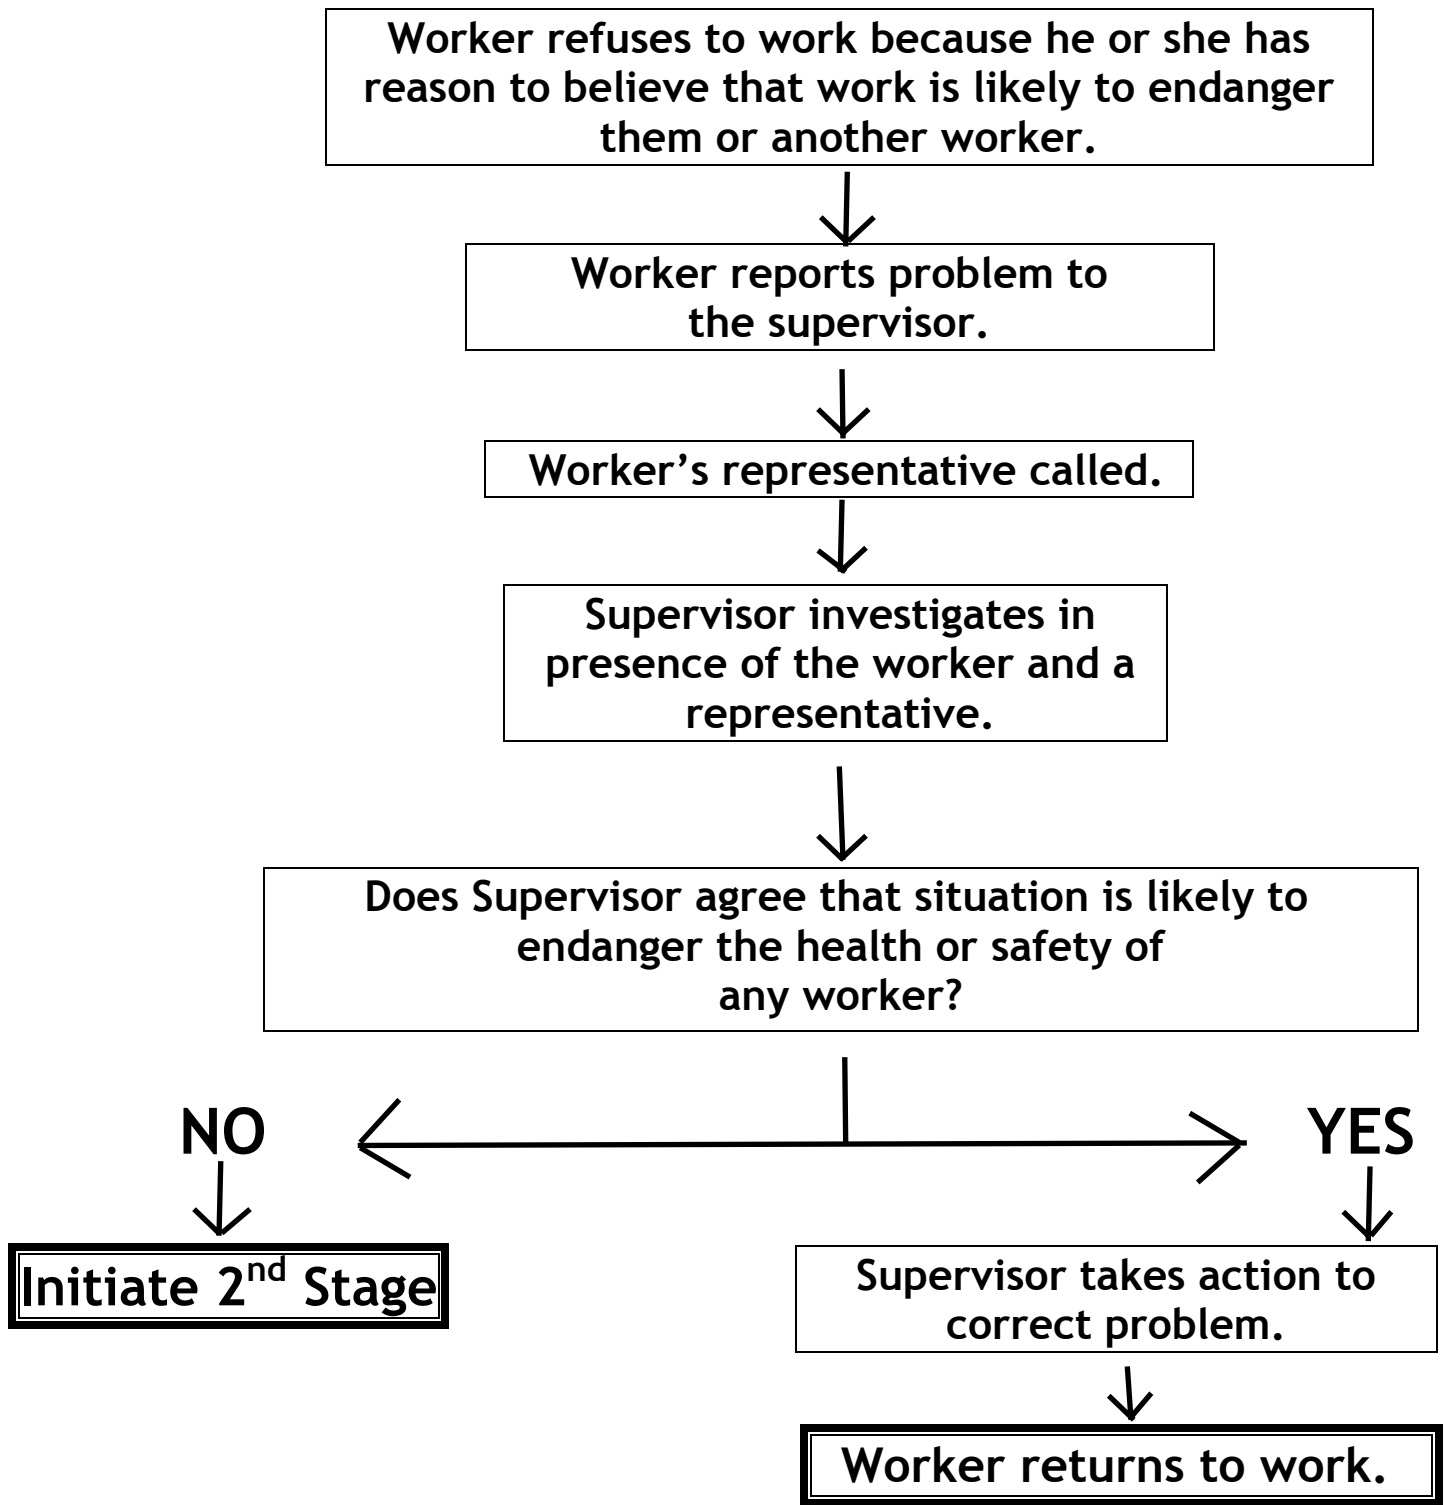 Worker refuses to work because he or she has
reason to believe that work is likely to endanger
them or another worker.
Worker reports problem to
the supervisor.
Worker’s representative called.
Supervisor investigates in
presence of the worker and a
representative.
Does Supervisor agree that situation is likely to
endanger the health or safety of
any worker?
NO
YES
Initiate 2nd Stage
Supervisor takes action to
correct problem.
Worker returns to work.